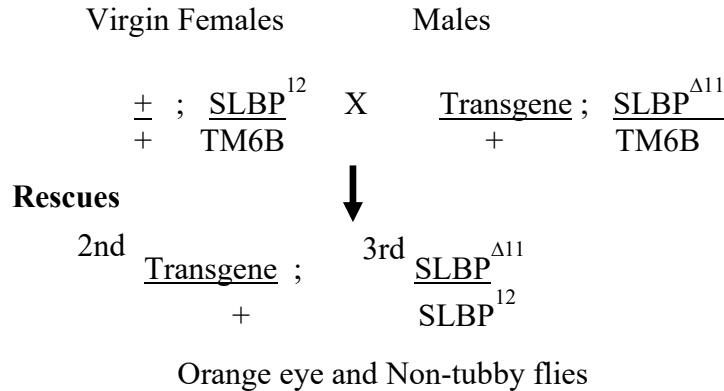 Virgin Females Males
+ ; SLBP12 X Transgene ; SLBPΔ11
+ TM6B + TM6B
Rescues
2nd Transgene ; 3rd SLBPΔ11
+ SLBP12
Orange eye and Non-tubby flies